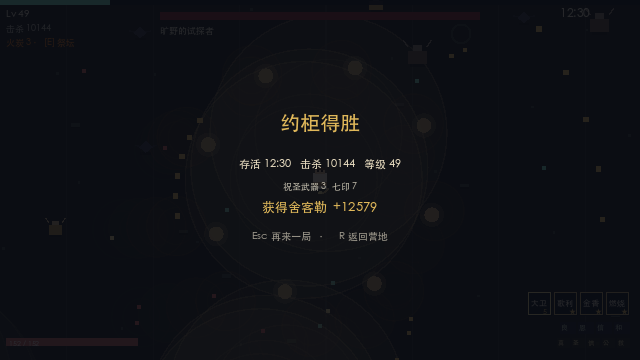 Lv 49
击杀 10144
12:30
旷野的试探者
约柜得胜
存活 12:30 击杀 10144 等级 49
祝圣武器 3 七印 7
获得舍客勒 +12579
Esc 再来一局 · R 返回营地